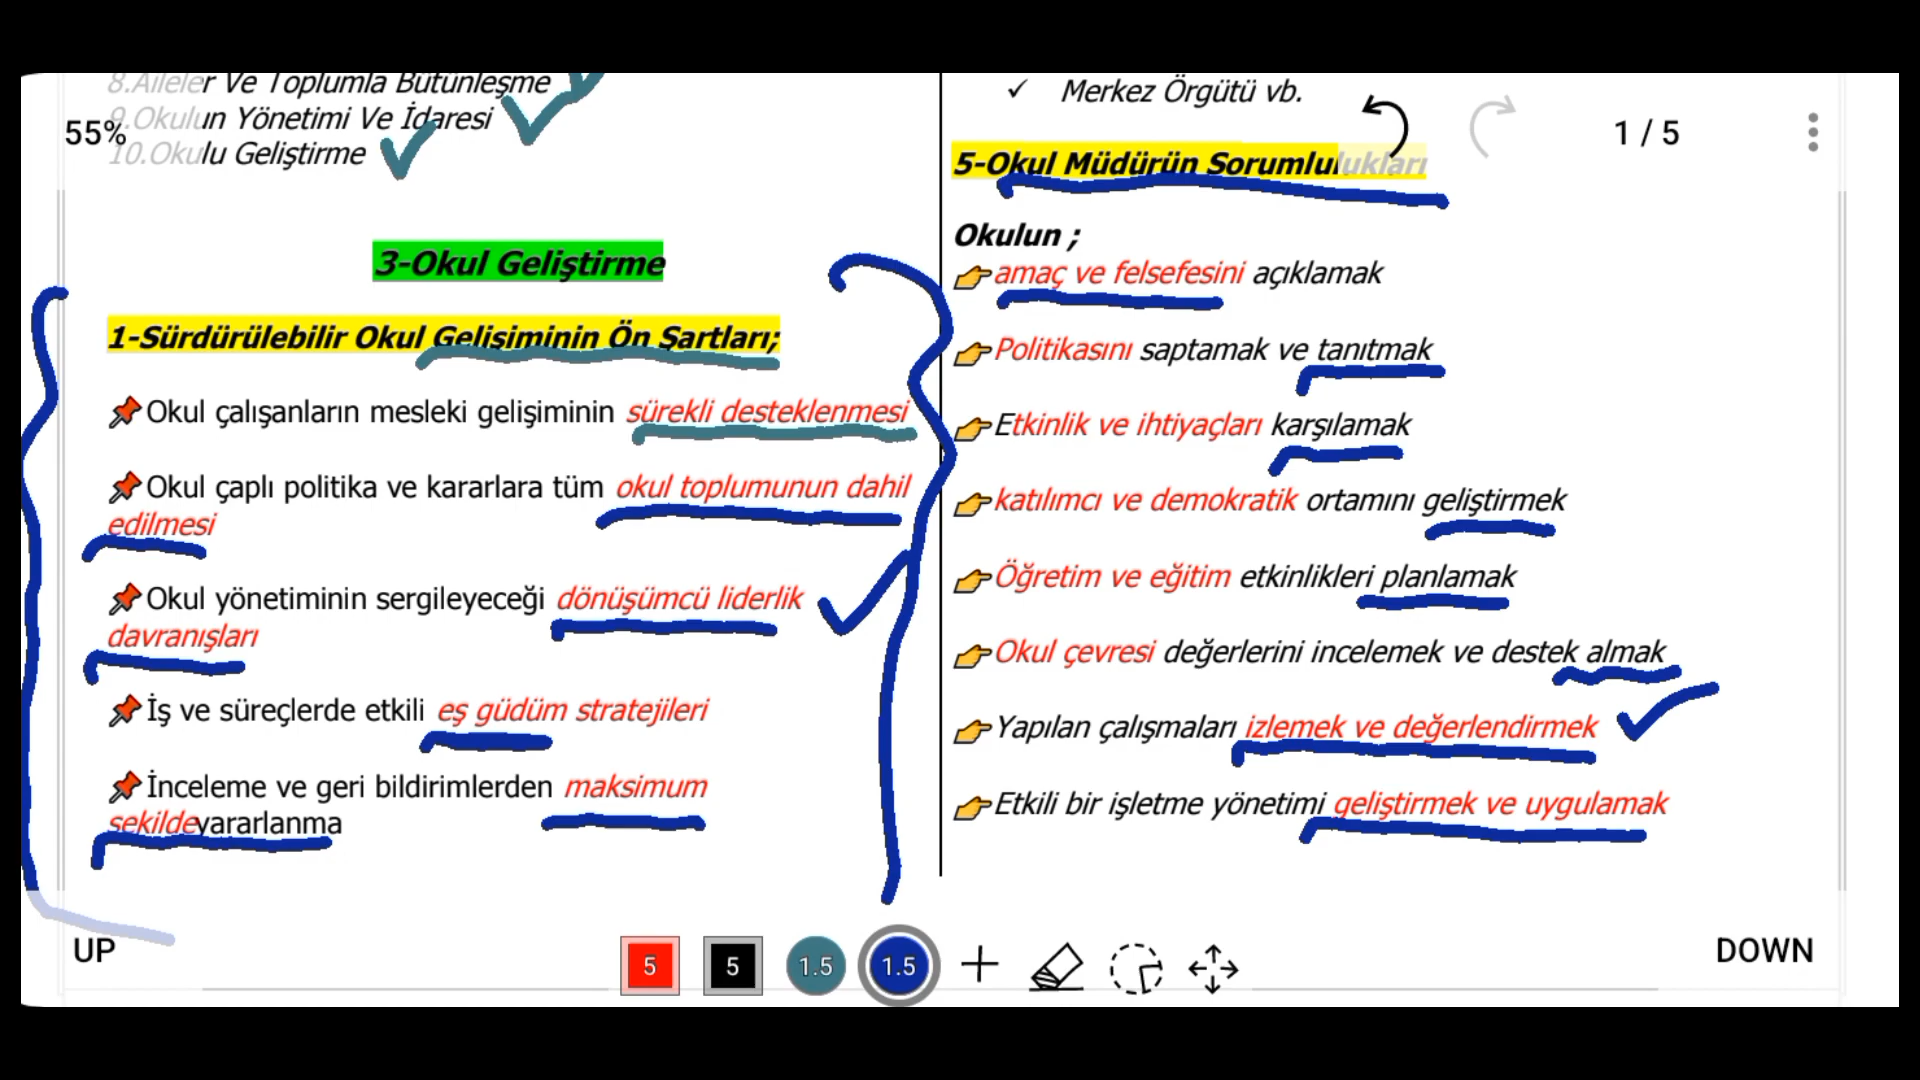 8.Aileler Ve Toplumla Bütünleşme
9.Okulun Yönetimi Ve İdaresi
55%
10.Okulu Geliştirme
3-Okul Geliştirme
1-Sürdürülebilir Okul Gelişiminin Ön Şartları;
Okul çalışanların mesleki gelişiminin sürekli desteklenmesi
Okul çaplı politika ve kararlara tüm okul toplumunun dahil
edilmesi
Okul yönetiminin sergileyeceği dönüşümcü liderlik
davranışları
İş ve süreçlerde etkili eş güdüm stratejileri
İnceleme ve geri bildirimlerden maksimum
şekildeyararlanma
✓ Merkez Örgütü vb.
1 / 5
5-Okul Müdürün Sorumlulukları
Okulun ;
amaç ve felsefesini açıklamak
Politikasını saptamak ve tanıtmak
Etkinlik ve ihtiyaçları karşılamak
katılımcı ve demokratik ortamını geliştirmek
Öğretim ve eğitim etkinlikleri planlamak
Okul çevresi değerlerini incelemek ve destek almak
Yapılan çalışmaları izlemek ve değerlendirmek
Etkili bir işletme yönetimi geliştirmek ve uygulamak
UP
5 5 1.5 1.5
DOWN